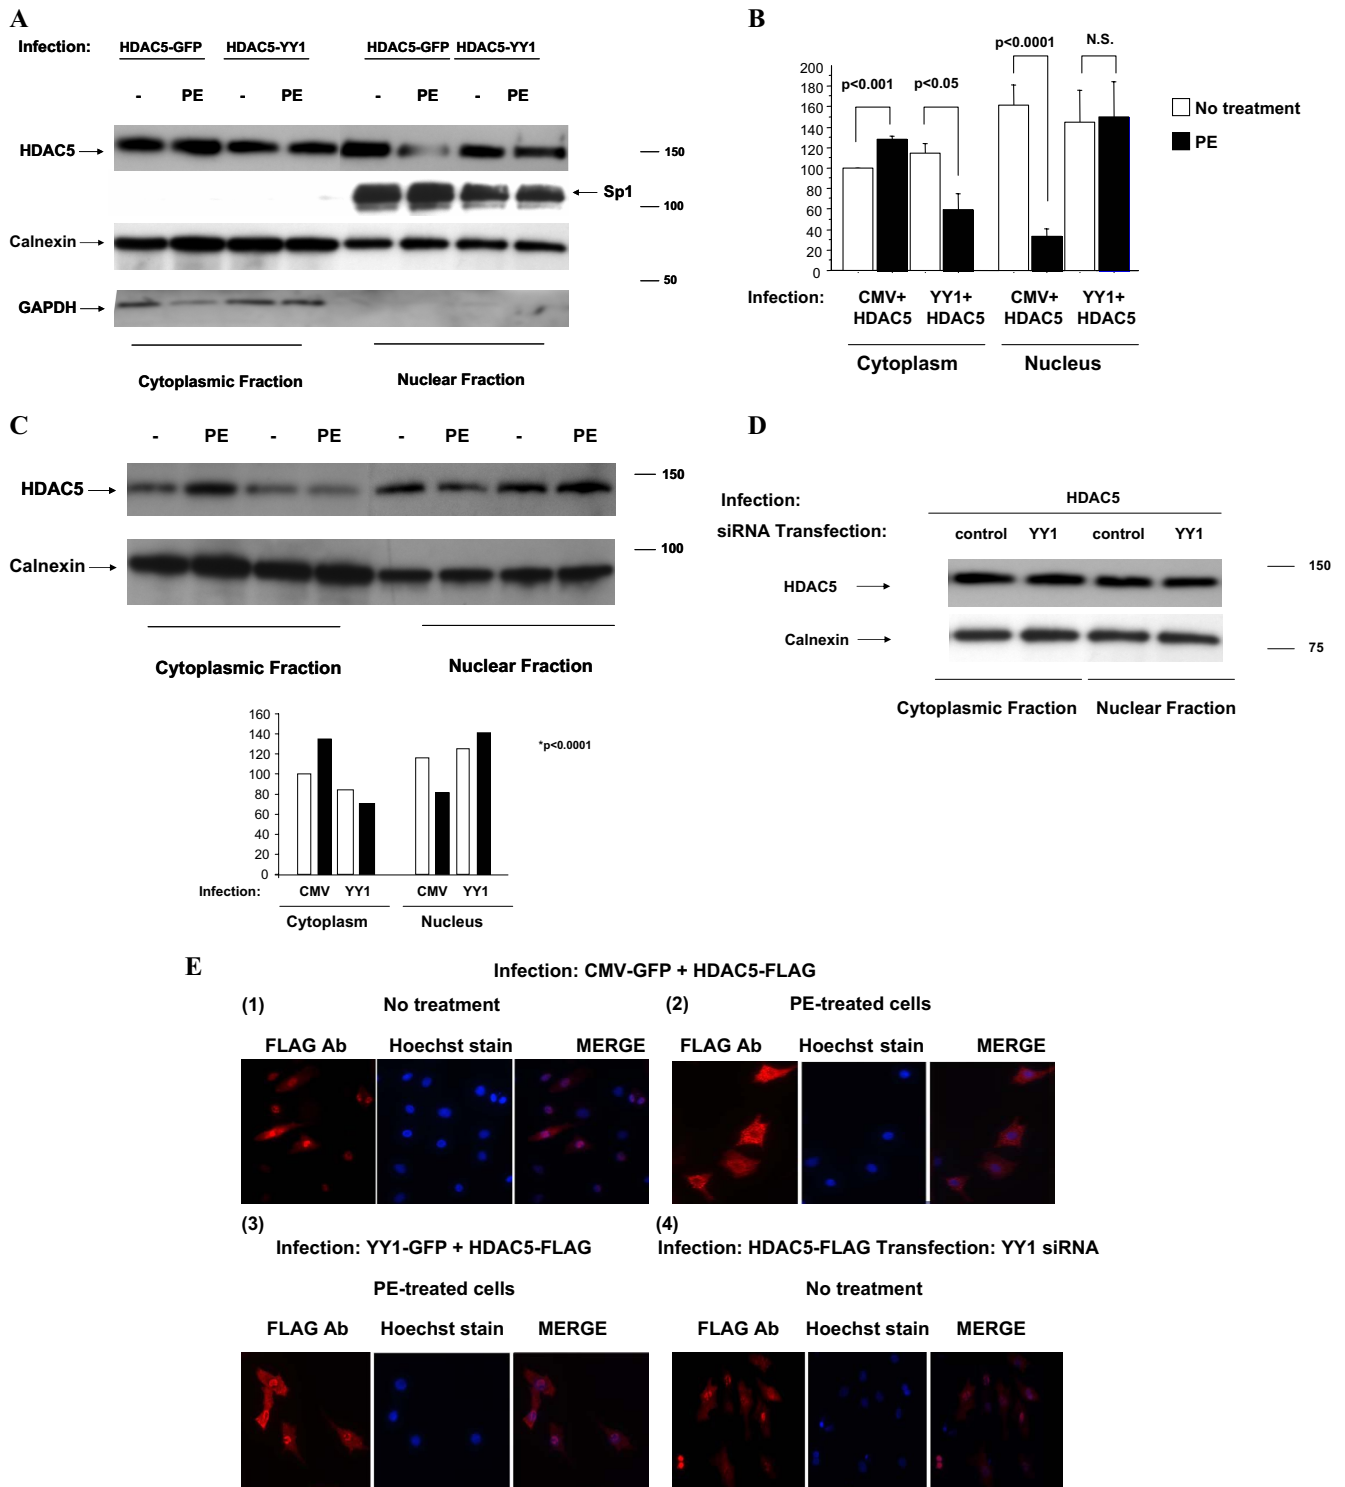 A
Infection: HDAC5-GFP HDAC5-YY1 HDAC5-GFP HDAC5-YY1
- PE - PE - PE - PE
HDAC5
150
Sp1
100
Calnexin
50
GAPDH
Cytoplasmic Fraction Nuclear Fraction
B
p<0.0001 N.S.
p<0.001 p<0.05
200
180
160
140
120
100
80
60
40
20
0
No treatment
PE
Infection: CMV+ HDAC5 YY1+ HDAC5 CMV+ HDAC5 YY1+ HDAC5
Cytoplasm Nucleus
C
- PE - PE - PE - PE
HDAC5
150
100
Calnexin
Cytoplasmic Fraction Nuclear Fraction
160
140
120
100
80
60
40
20
0
*p<0.0001
Infection: CMV YY1 CMV YY1
Cytoplasm Nucleus
D
Infection: HDAC5
siRNA Transfection: control YY1 control YY1
HDAC5
150
Calnexin
75
Cytoplasmic Fraction Nuclear Fraction
E
Infection: CMV-GFP + HDAC5-FLAG
(1) No treatment
FLAG Ab Hoechst stain MERGE
(2) PE-treated cells
FLAG Ab Hoechst stain MERGE
(3)
Infection: YY1-GFP + HDAC5-FLAG
PE-treated cells
FLAG Ab Hoechst stain MERGE
(4)
Infection: HDAC5-FLAG Transfection: YY1 siRNA
No treatment
FLAG Ab Hoechst stain MERGE